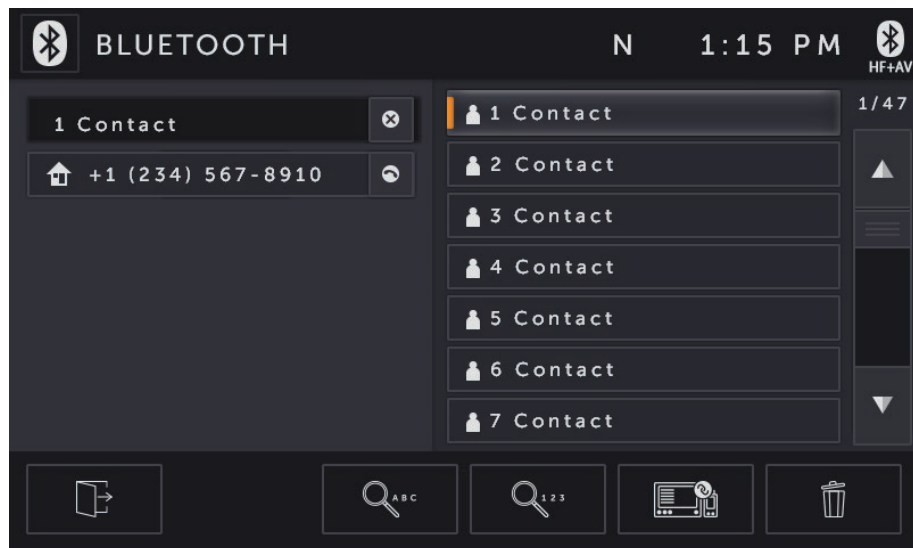 BLUETOOTH
N 1:15 PM
HF+AV
1 Contact
+1 (234) 567-8910
1 Contact
2 Contact
3 Contact
4 Contact
5 Contact
6 Contact
7 Contact
1/47
ABC
123